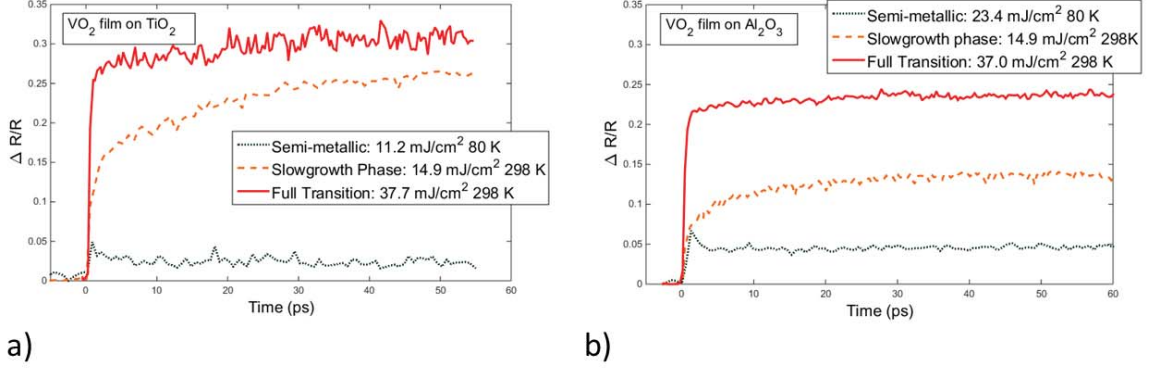 0.35
0.3
0.25
0.2
0.15
0.1
0.05
0
Δ R/R
VO2 film on TiO2
Semi-metallic: 11.2 mJ/cm2 80 K
Slowgrowth Phase: 14.9 mJ/cm2 298 K
Full Transition: 37.7 mJ/cm2 298 K
0 10 20 30 40 50 60
Time (ps)
a)
0.35
0.3
0.25
0.2
0.15
0.1
0.05
0
Δ R/R
VO2 film on Al2O3
Semi-metallic: 23.4 mJ/cm2 80 K
Slowgrowth phase: 14.9 mJ/cm2 298K
Full Transition: 37.0 mJ/cm2 298 K
0 10 20 30 40 50 60
Time (ps)
b)